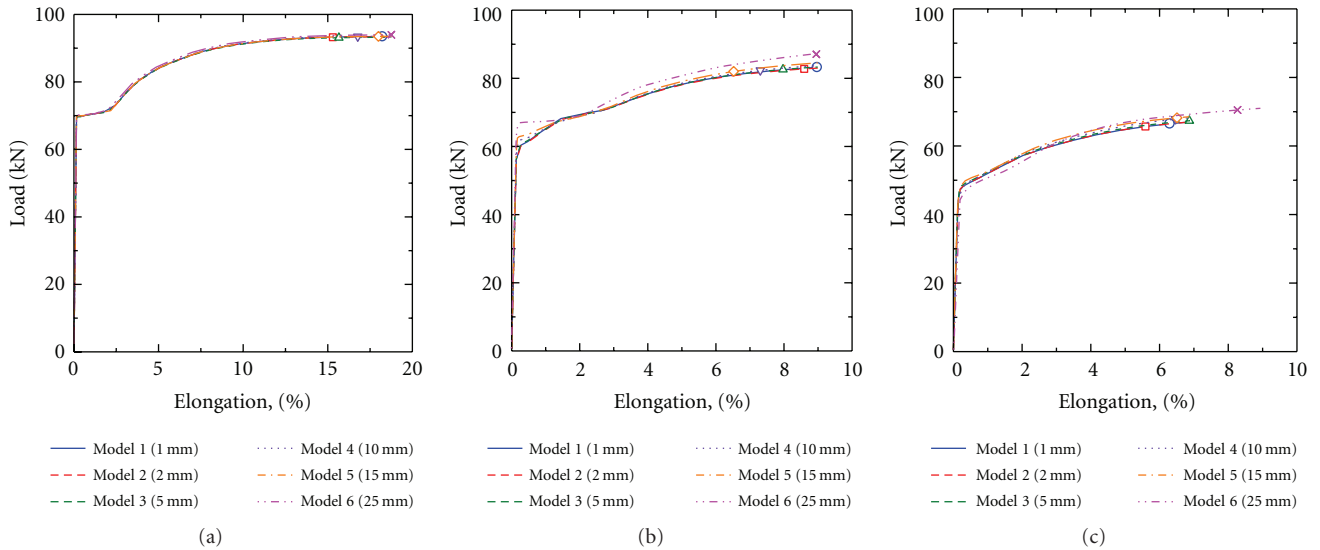 100
80
60
40
20
0
Load (kN)
0 5 10 15 20
Elongation, (%)
Model 1 (1 mm) Model 4 (10 mm)
Model 2 (2 mm) Model 5 (15 mm)
Model 3 (5 mm) Model 6 (25 mm)
(a)
100
80
60
40
20
0
Load (kN)
0 2 4 6 8 10
Elongation, (%)
Model 1 (1 mm) Model 4 (10 mm)
Model 2 (2 mm) Model 5 (15 mm)
Model 3 (5 mm) Model 6 (25 mm)
(b)
100
80
60
40
20
0
Load (kN)
0 2 4 6 8 10
Elongation, (%)
Model 1 (1 mm) Model 4 (10 mm)
Model 2 (2 mm) Model 5 (15 mm)
Model 3 (5 mm) Model 6 (25 mm)
(c)